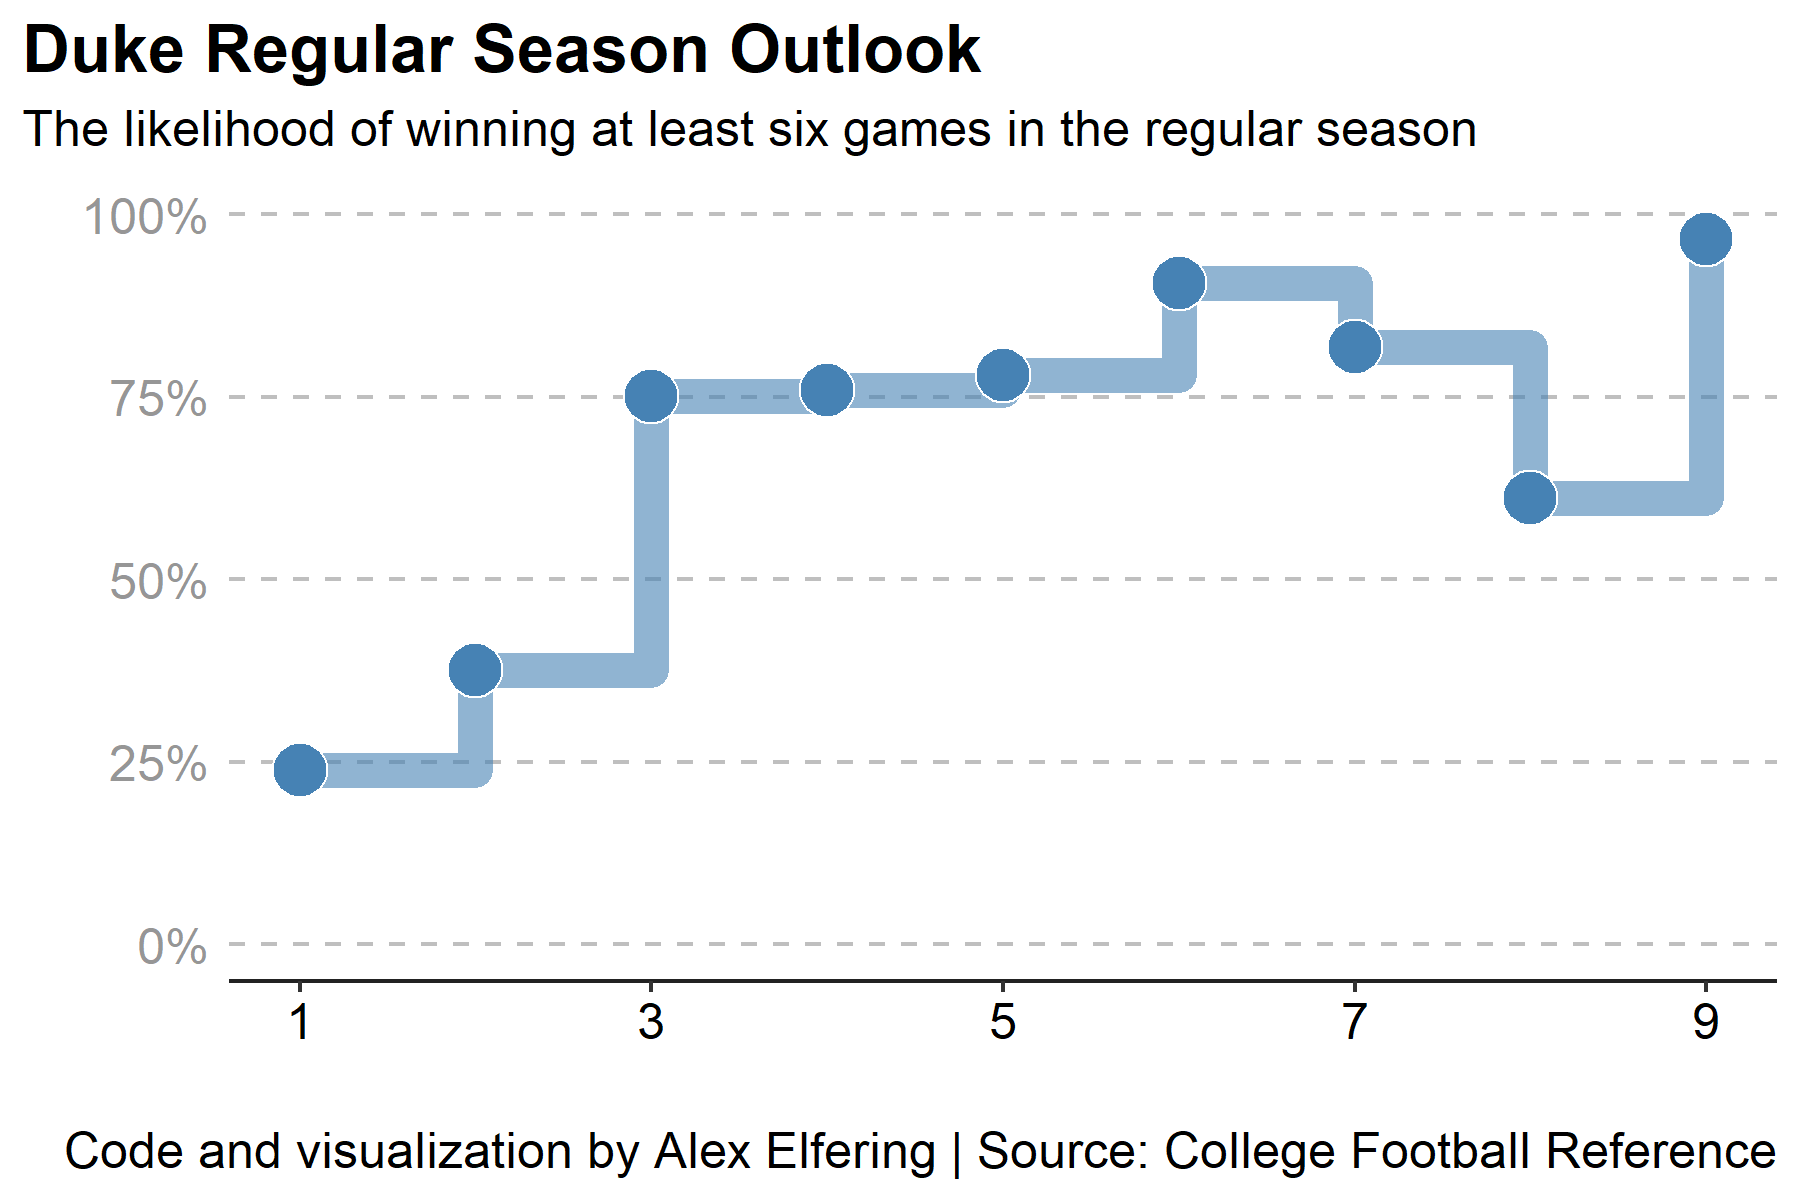 Duke Regular Season Outlook
The likelihood of winning at least six games in the regular season
100%
75%
50%
25%
0%
1 3 5 7 9
Code and visualization by Alex Elfering | Source: College Football Reference